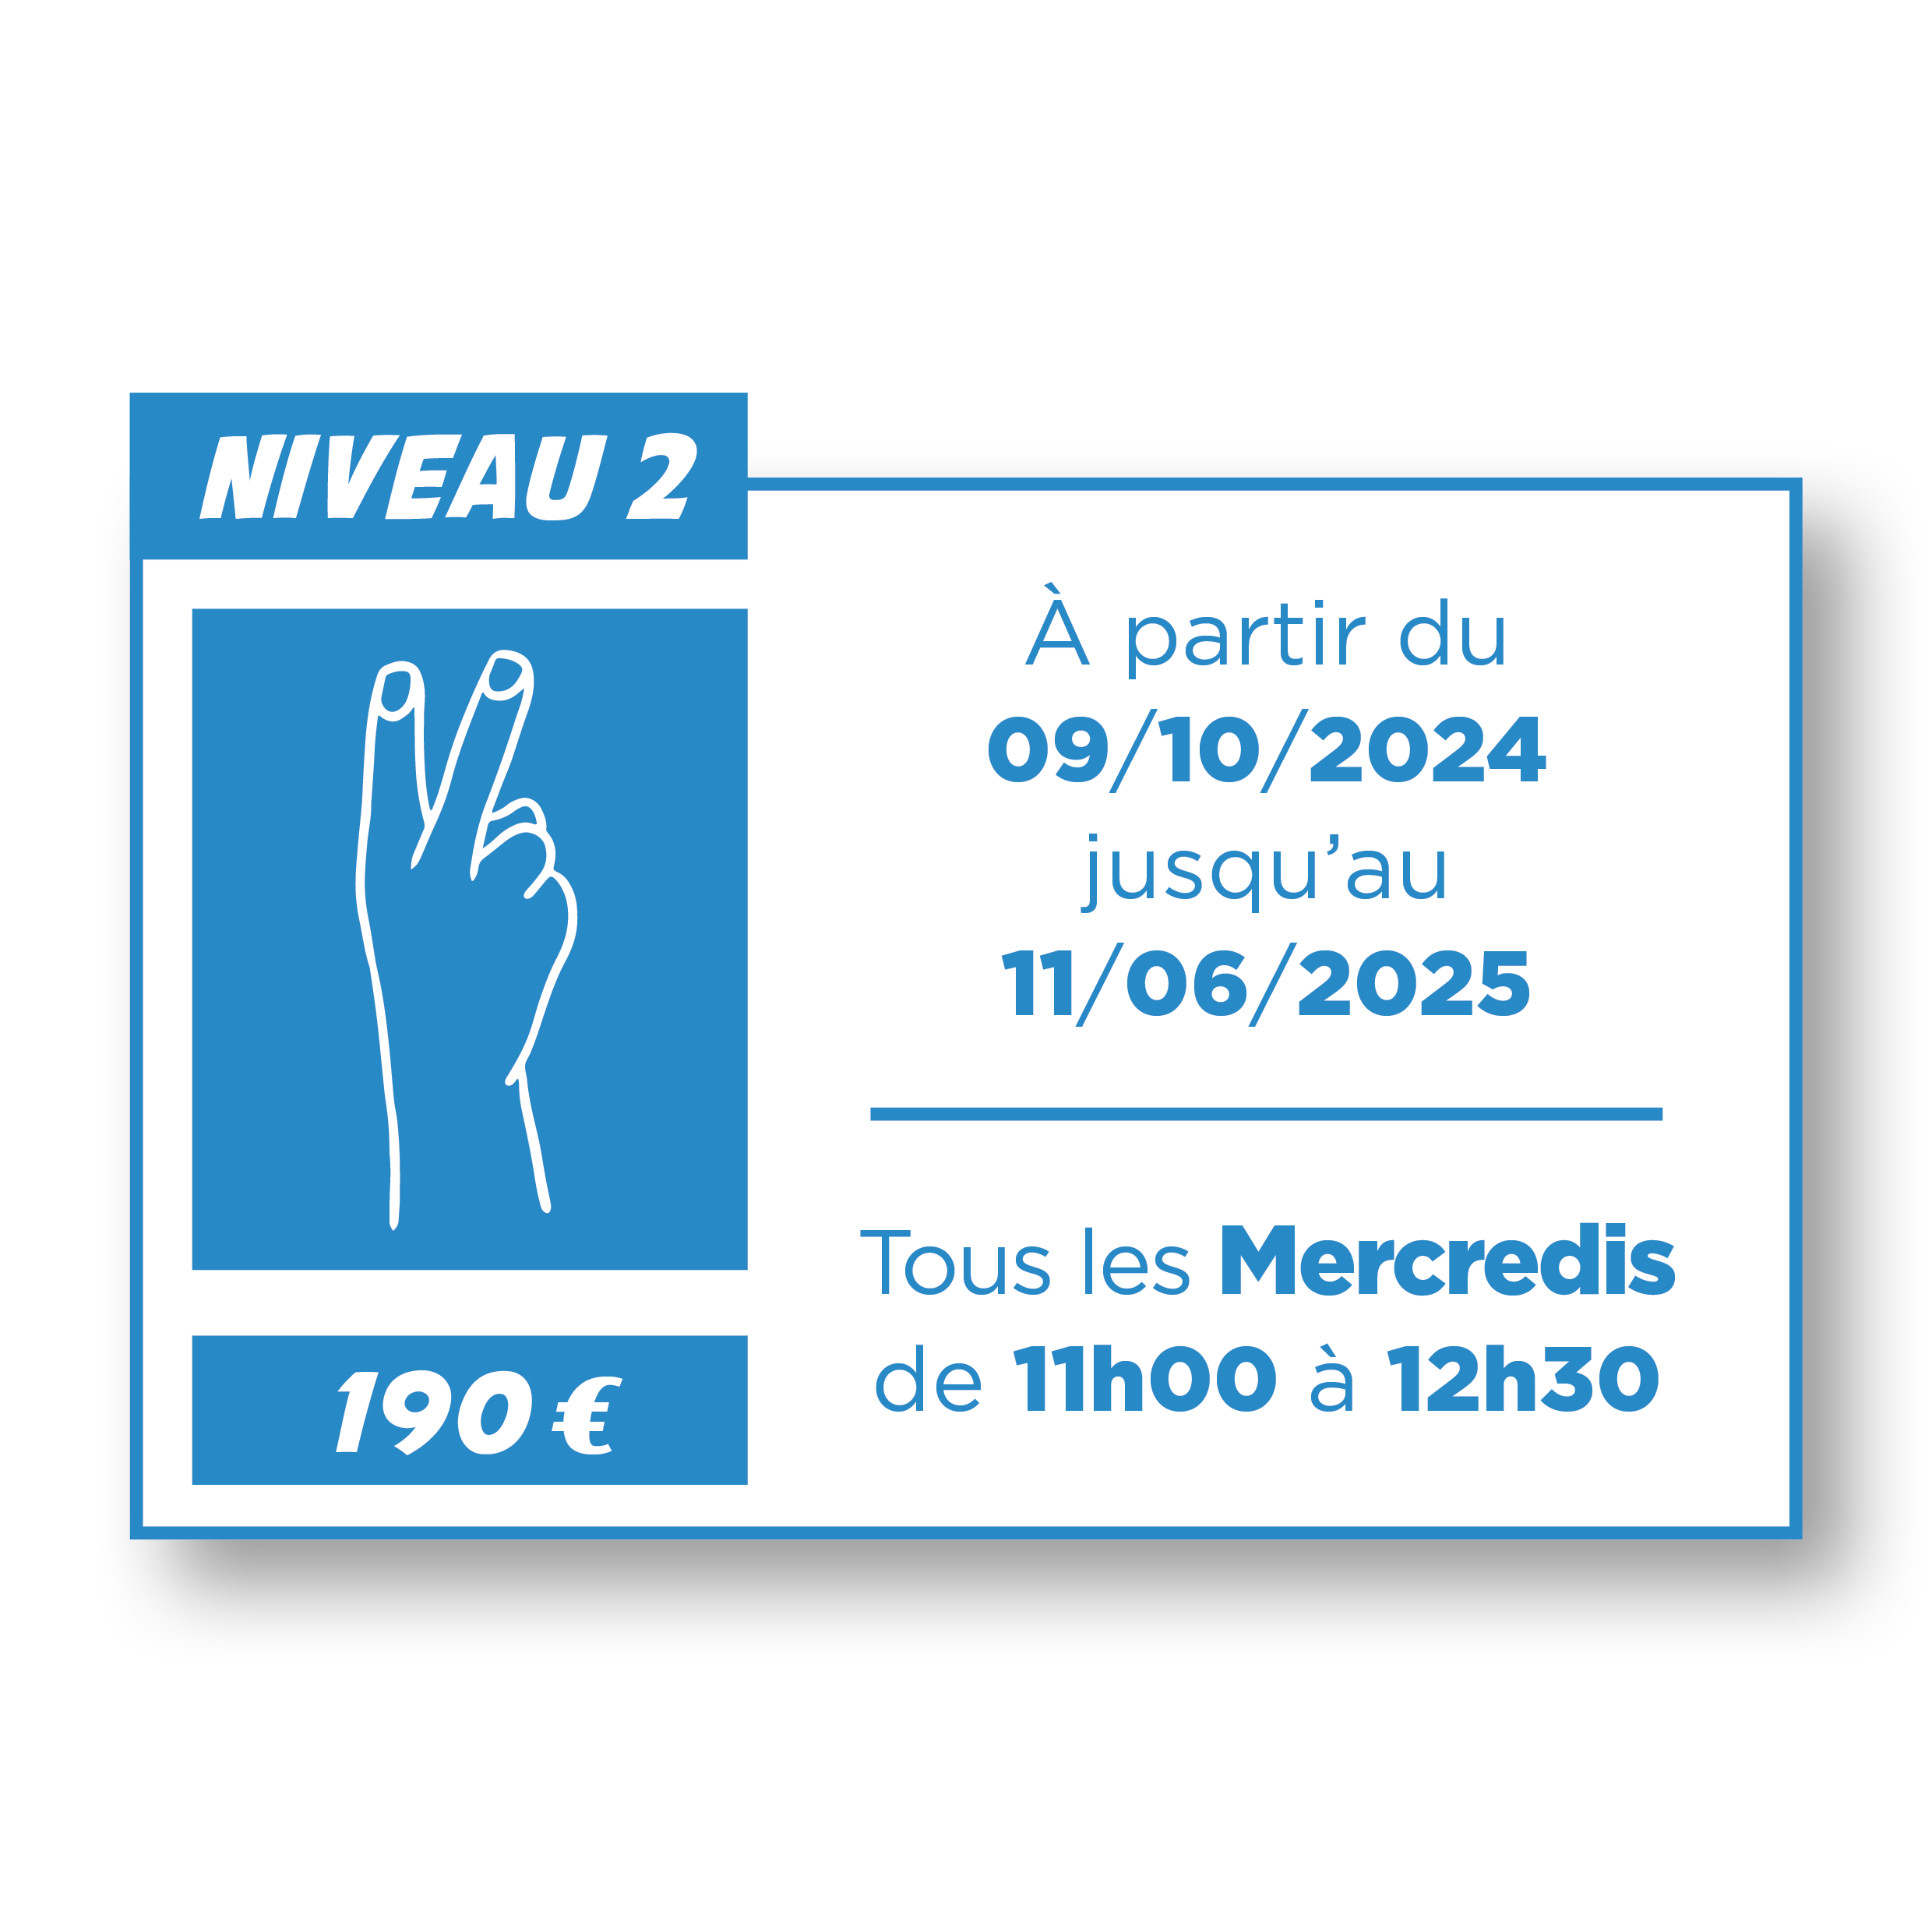 NIVEAU 2
190 €
À partir du
09/10/2024
jusqu’au
11/06/2025
Tous les Mercredis
de 11h00 à 12h30